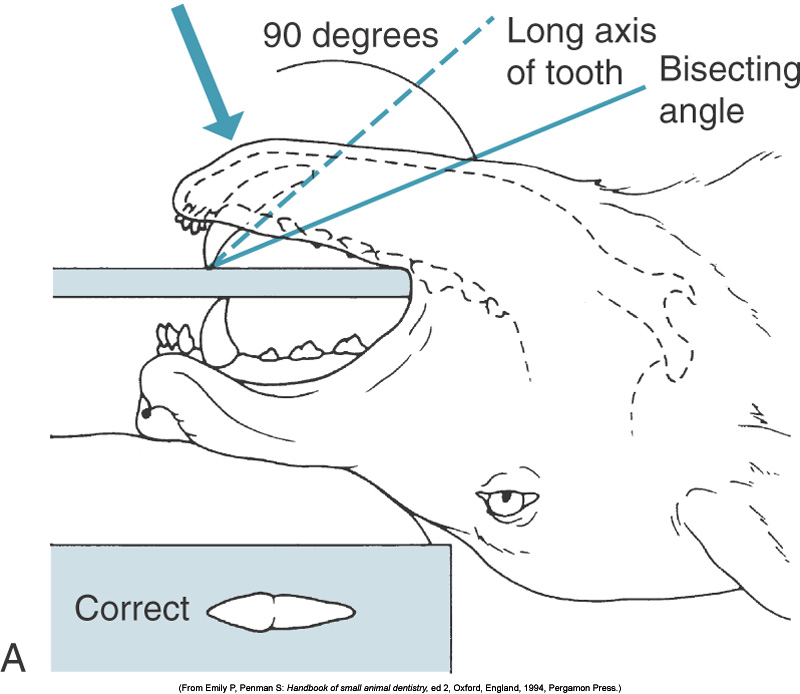 90 degrees
Long axis
of tooth
Bisecting
angle
Correct
A
(From Emily P, Penman S: Handbook of small animal dentistry, ed 2, Oxford, England, 1994, Pergamon Press.)